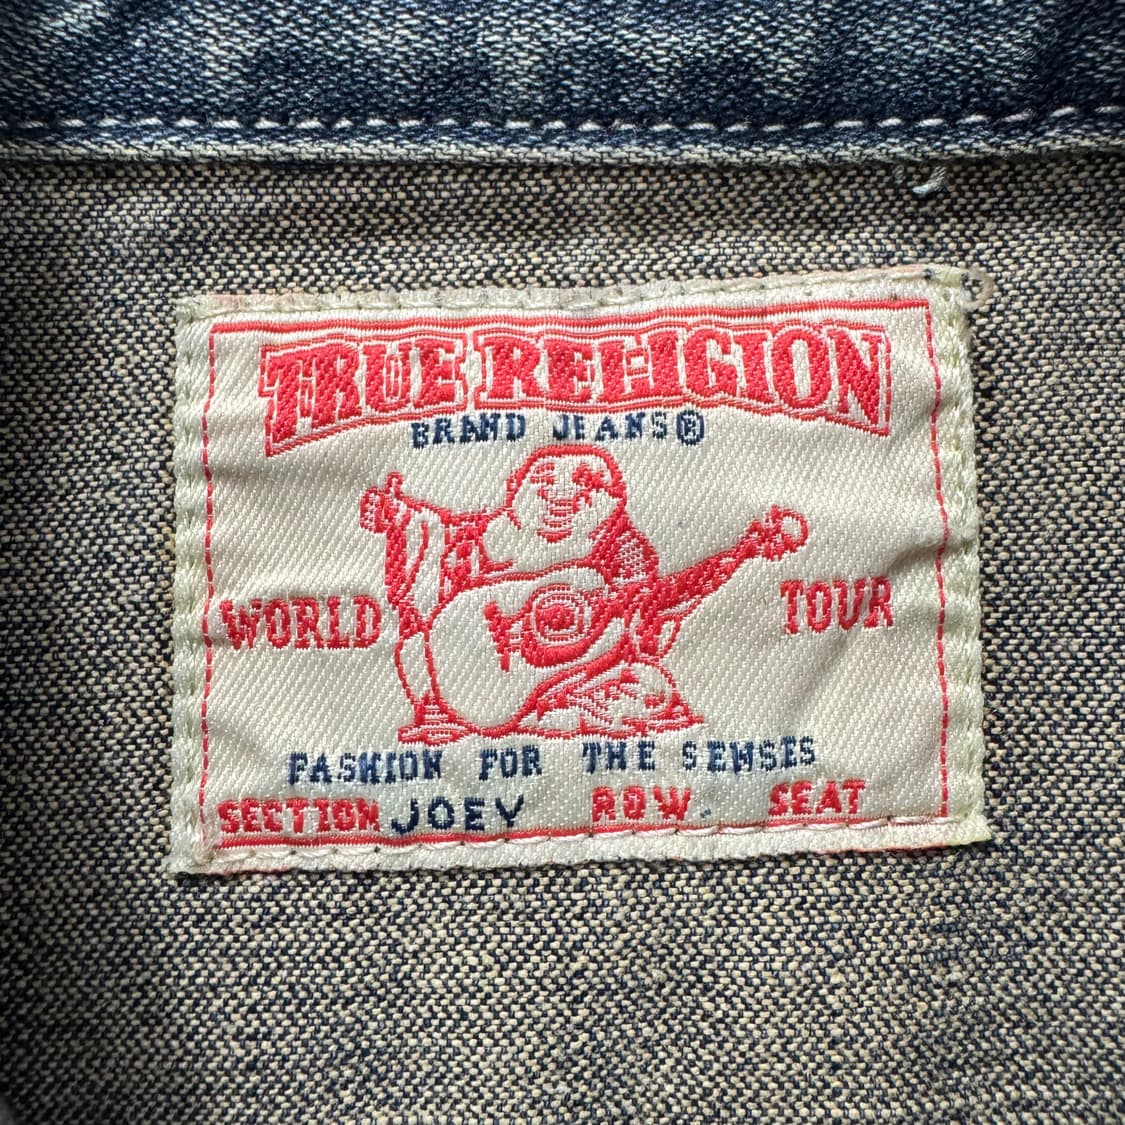 TRUE RELIGION
BRAND JEANS®
WORLD TOUR
FASHION FOR THE SENSES
SECTION JOEY ROW. SEAT